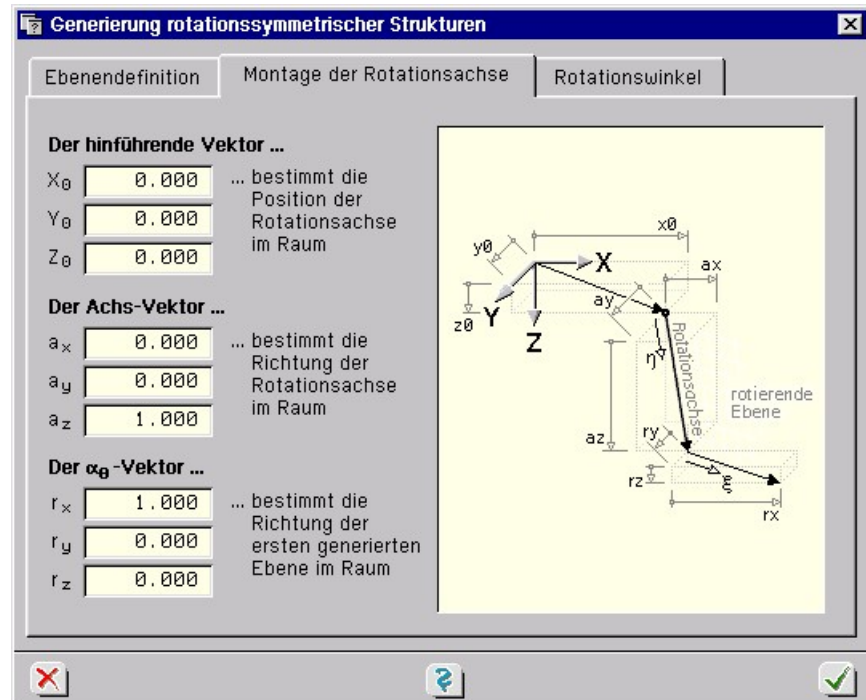 Generierung rotationssymmetrischer Strukturen
Ebenendefinition
Montage der Rotationsachse
Rotationswinkel
Der hinführende Vektor ...
X0 0.000
Y0 0.000
Z0 0.000
... bestimmt die
Position der
Rotationsachse
im Raum
Der Achs-Vektor ...
ax 0.000
ay 0.000
az 1.000
... bestimmt die
Richtung der
Rotationsachse
im Raum
Der α0-Vektor ...
rx 1.000
ry 0.000
rz 0.000
... bestimmt die
Richtung der
ersten generierten
Ebene im Raum
x0
y0
X
ax
z0
Y
ay
Z
η
Rotationsachse
rotierende
Ebene
az
ry
rz
ξ
rx